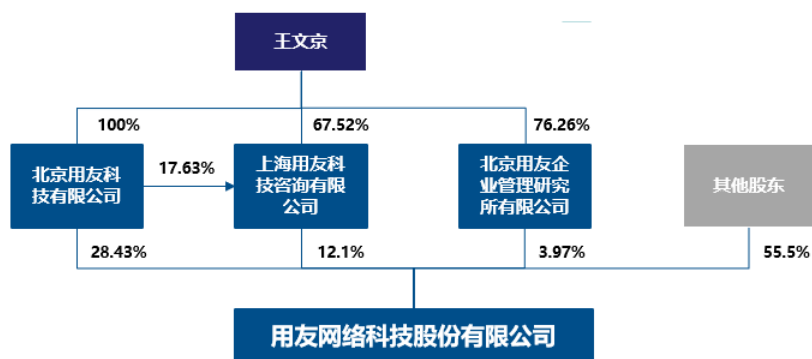 王文京
100%
67.52%
76.26%
北京用友科
技有限公司
17.63%
上海用友科
技咨询有限
公司
北京用友企
业管理研究
所有限公司
其他股东
28.43%
12.1%
3.97%
55.5%
用友网络科技股份有限公司